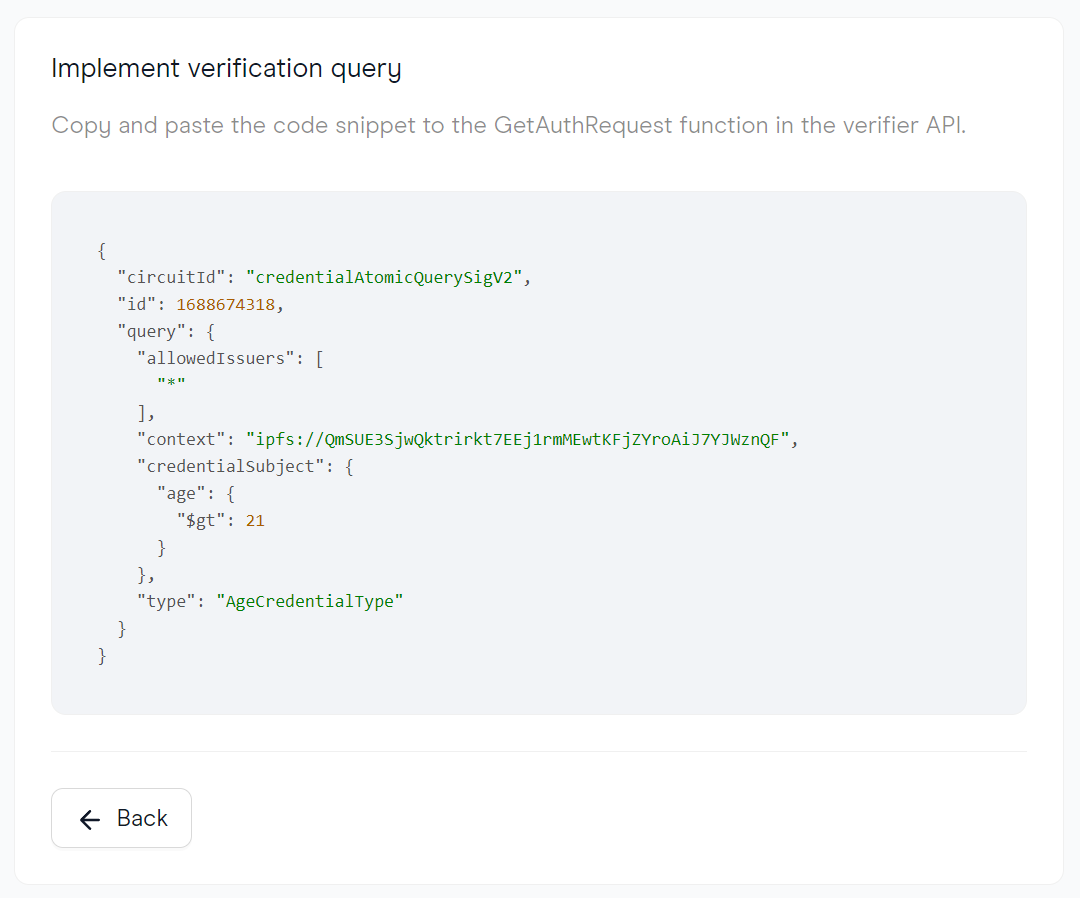 Implement verification query
Copy and paste the code snippet to the GetAuthRequest function in the verifier API.
{
  "circuitId": "credentialAtomicQuerySigV2",
  "id": 1688674318,
  "query": {
    "allowedIssuers": [
      "*"
    ],
    "context": "ipfs://QmSUE3SjwQktrirkt7EEj1rmMEwtKFjZYroAiJ7YJWznQF",
    "credentialSubject": {
      "age": {
        "$gt": 21
      }
    },
    "type": "AgeCredentialType"
  }
}
Back